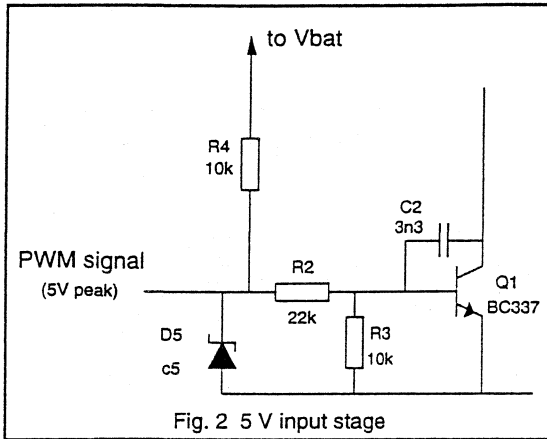 to Vbat
R4
10k
C2
3n3
PWM signal
(5V peak)
R2
22k
Q1
BC337
D5
c5
R3
10k
Fig. 2 5 V input stage